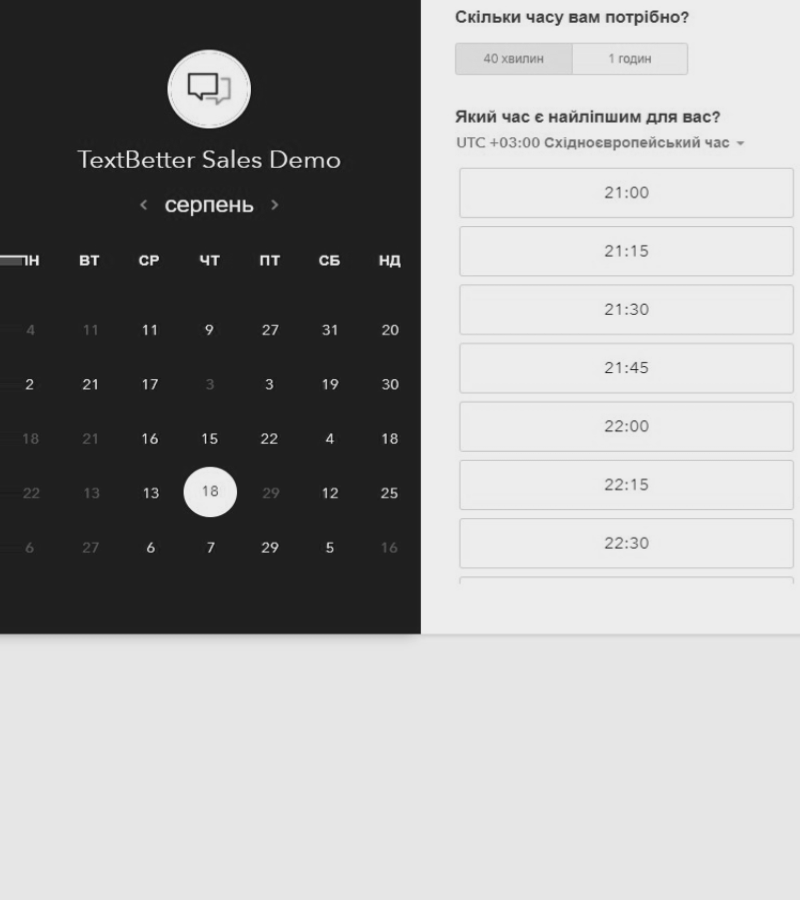 TextBetter Sales Demo
серпень
ПН ВТ СР ЧТ ПТ СБ НД
4 11 11 9 27 31 20
2 21 17 3 3 19 30
18 21 16 15 22 4 18
22 13 13 18 29 12 25
6 27 6 7 29 5 16
Скільки часу вам потрібно?
40 хвилин 1 годин
Який час є найліпшим для вас?
UTC +03:00 Східноєвропейський час
21:00
21:15
21:30
21:45
22:00
22:15
22:30